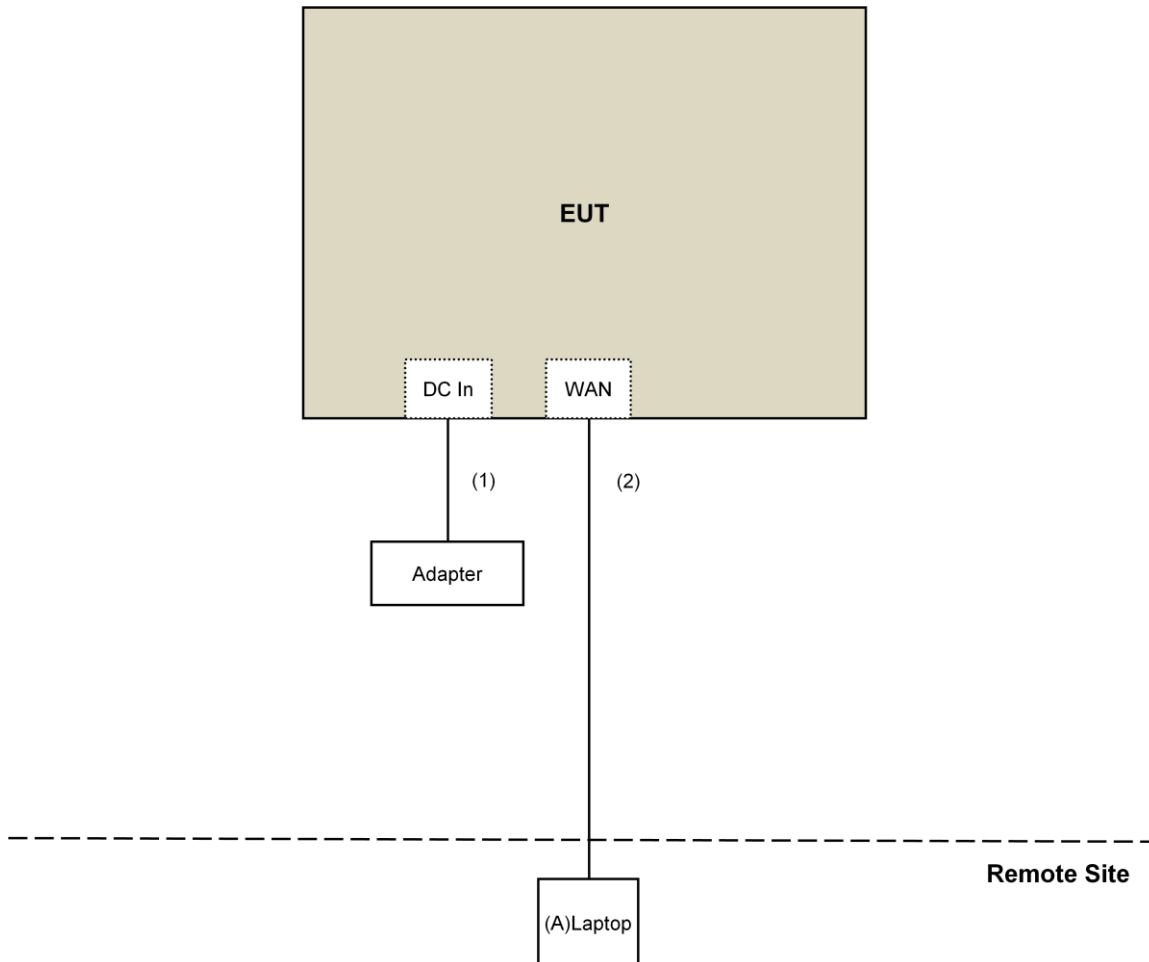 EUT
DC In
WAN
(1)
(2)
Adapter
Remote Site
(A)Laptop